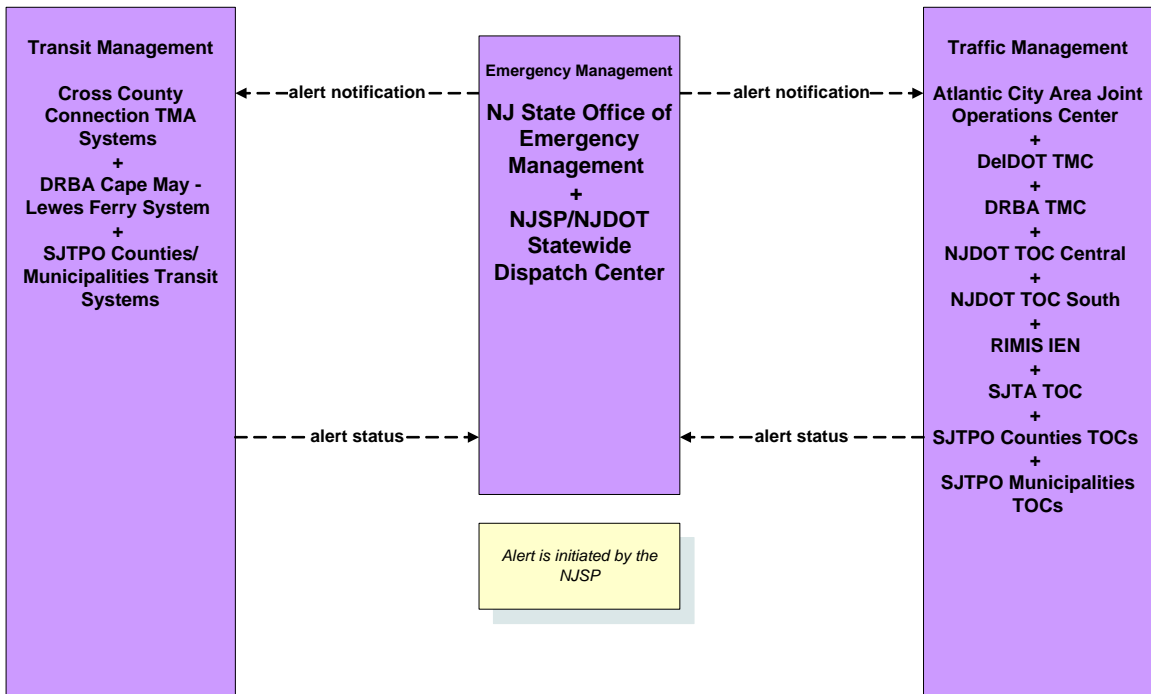 Transit Management
Cross County
Connection TMA
Systems
+
DRBA Cape May -
Lewes Ferry System
+
SJTPO Counties/
Municipalities Transit
Systems
alert notification
alert status
Emergency Management
NJ State Office of
Emergency
Management
+
NJSP/NJDOT
Statewide
Dispatch Center
Alert is initiated by the
NJSP
alert notification
alert status
Traffic Management
Atlantic City Area Joint
Operations Center
+
DelDOT TMC
+
DRBA TMC
+
NJDOT TOC Central
+
NJDOT TOC South
+
RIMIS IEN
+
SJTA TOC
+
SJTPO Counties TOCs
+
SJTPO Municipalities
TOCs